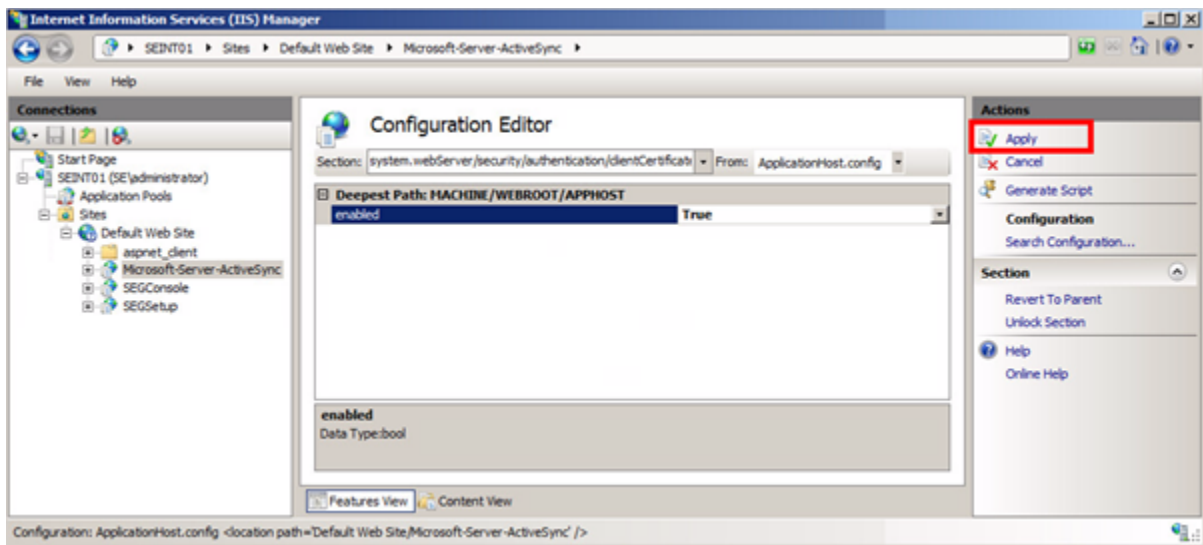 Internet Information Services (IIS) Manager
SEINT01 Sites Default Web Site Microsoft-Server-ActiveSync
File View Help
Connections
Start Page
SEINT01 (SE\administrator)
Application Pools
Sites
Default Web Site
aspnet_client
Microsoft-Server-ActiveSync
SEGConsole
SEGSetup
Configuration Editor
Section: system.webServer/security/authentication/clientCertificate From: ApplicationHost.config
Deepest Path: MACHINE/WEBROOT/APPHOST
enabled True
enabled
Data Type:bool
Features View Content View
Actions
Apply
Cancel
Generate Script
Configuration
Search Configuration...
Section
Revert To Parent
Unlock Section
Help
Online Help
Configuration: ApplicationHost.config <location path='Default Web Site/Microsoft-Server-ActiveSync' />